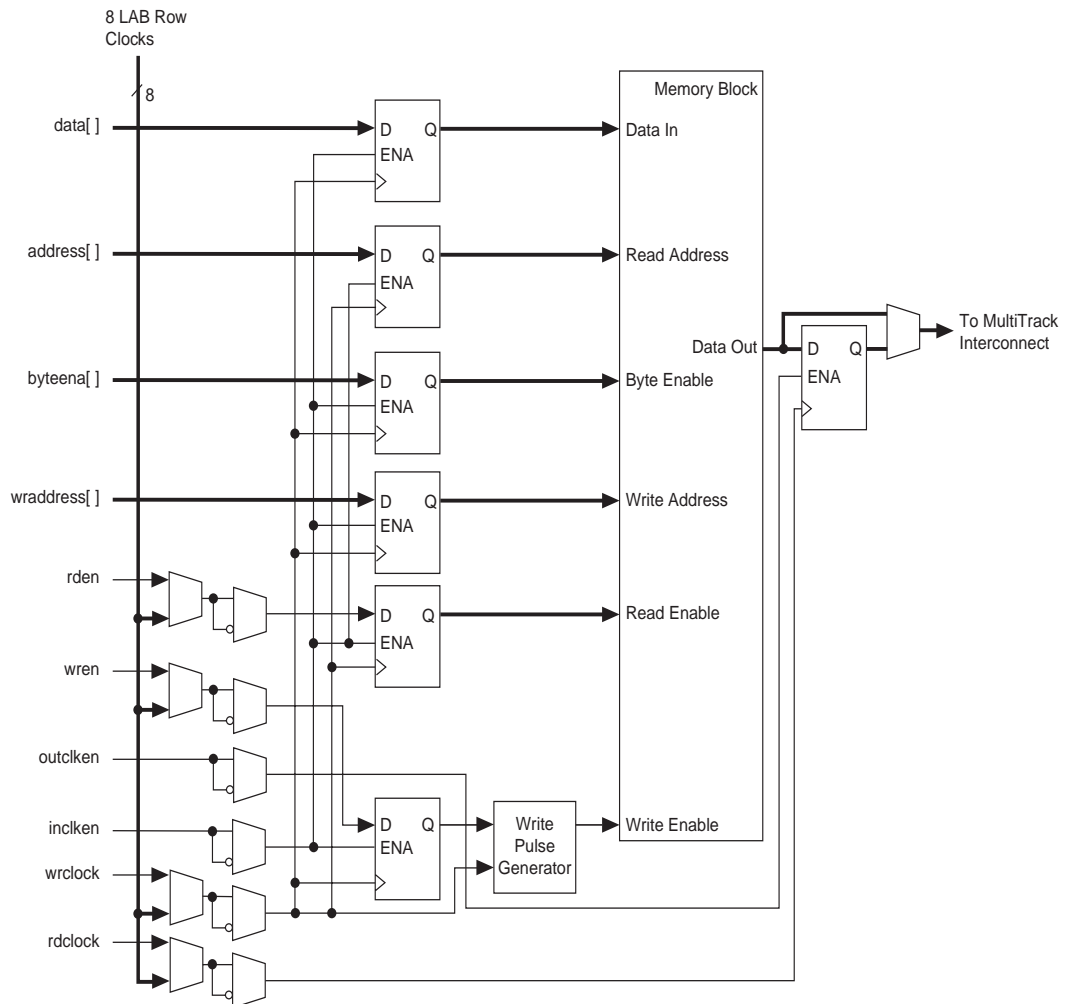 8 LAB Row
Clocks
8
Memory Block
data[ ]
D Q
ENA
Data In
address[ ]
D Q
ENA
Read Address
To MultiTrack
Interconnect
Data Out
D Q
ENA
byteena[ ]
D Q
ENA
Byte Enable
wraddress[ ]
D Q
ENA
Write Address
rden
D Q
ENA
Read Enable
wren
outclken
inclken
D Q
ENA
Write
Pulse
Generator
Write Enable
wrclock
rdclock